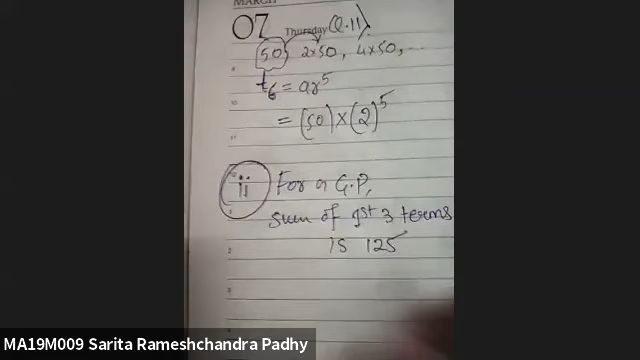 MARCH
07 Thursday (Q.11)
50, 2×50, 4×50, ...
t₆ = ar⁵
= (50) × (2)⁵
ii For a G.P,
sum of 1st 3 terms
is 125
MA19M009 Sarita Rameshchandra Padhy